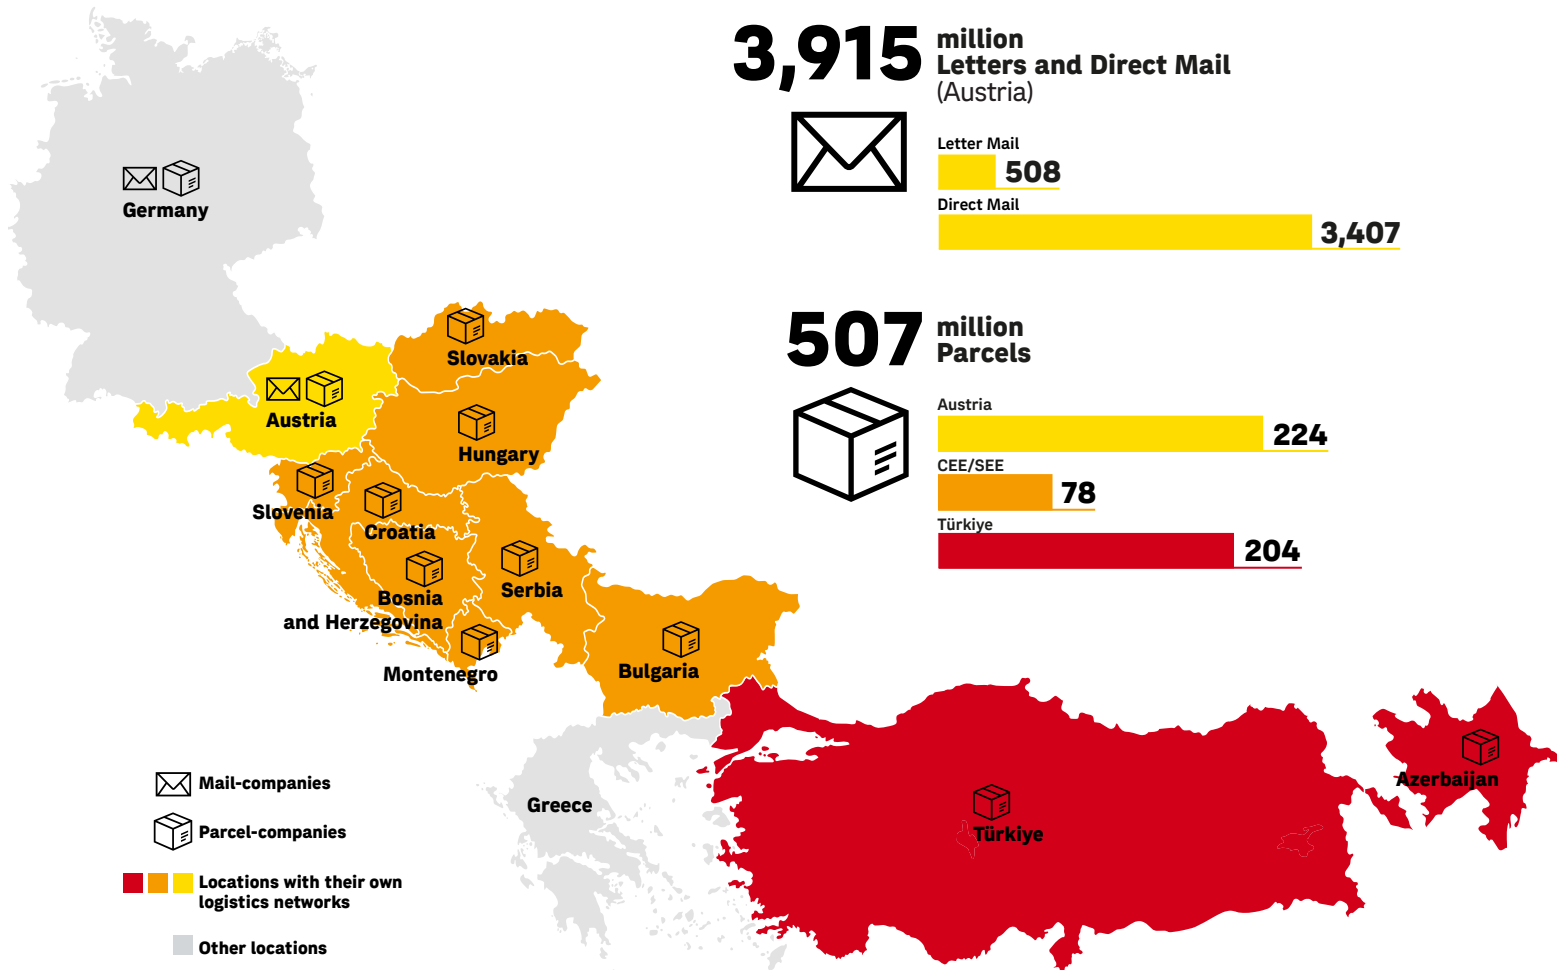 3,915 million
Letters and Direct Mail
(Austria)
Letter Mail
508
Direct Mail
3,407
507 million
Parcels
Austria
224
CEE/SEE
78
Türkiye
204
Germany
Slovakia
Austria
Hungary
Slovenia
Croatia
Bosnia
and Herzegovina
Serbia
Montenegro
Bulgaria
Greece
Türkiye
Azerbaijan
Mail-companies
Parcel-companies
Locations with their own
logistics networks
Other locations